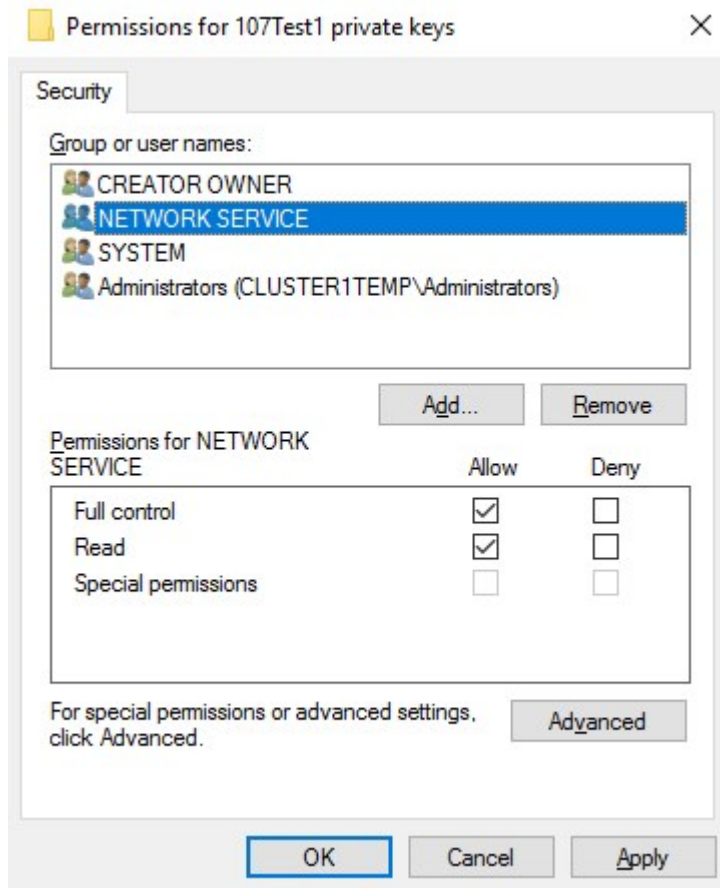 Permissions for 107Test1 private keys
Security
Group or user names:
CREATOR OWNER
NETWORK SERVICE
SYSTEM
Administrators (CLUSTER1TEMP\Administrators)
Add... Remove
Permissions for NETWORK
SERVICE Allow Deny
Full control
Read
Special permissions
For special permissions or advanced settings,
click Advanced.
Advanced
OK Cancel Apply